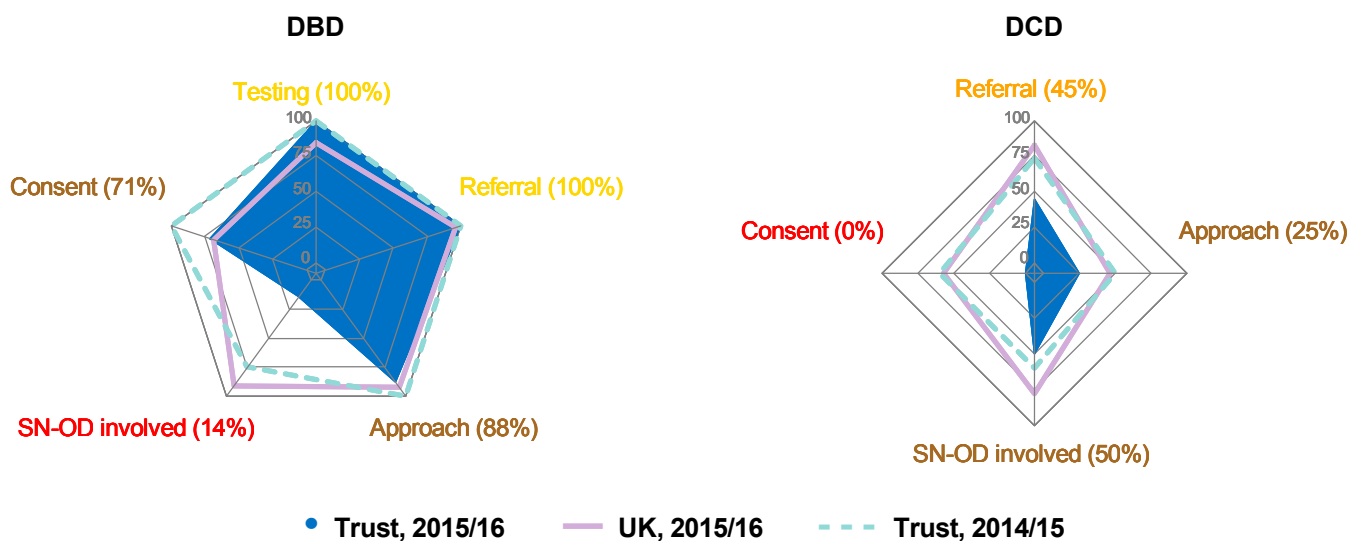 DBD
Testing (100%)
100
75
50
25
0
Consent (71%)
Referral (100%)
SN-OD involved (14%)
Approach (88%)
DCD
Referral (45%)
100
75
50
25
0
Consent (0%)
Approach (25%)
SN-OD involved (50%)
Trust, 2015/16
UK, 2015/16
Trust, 2014/15